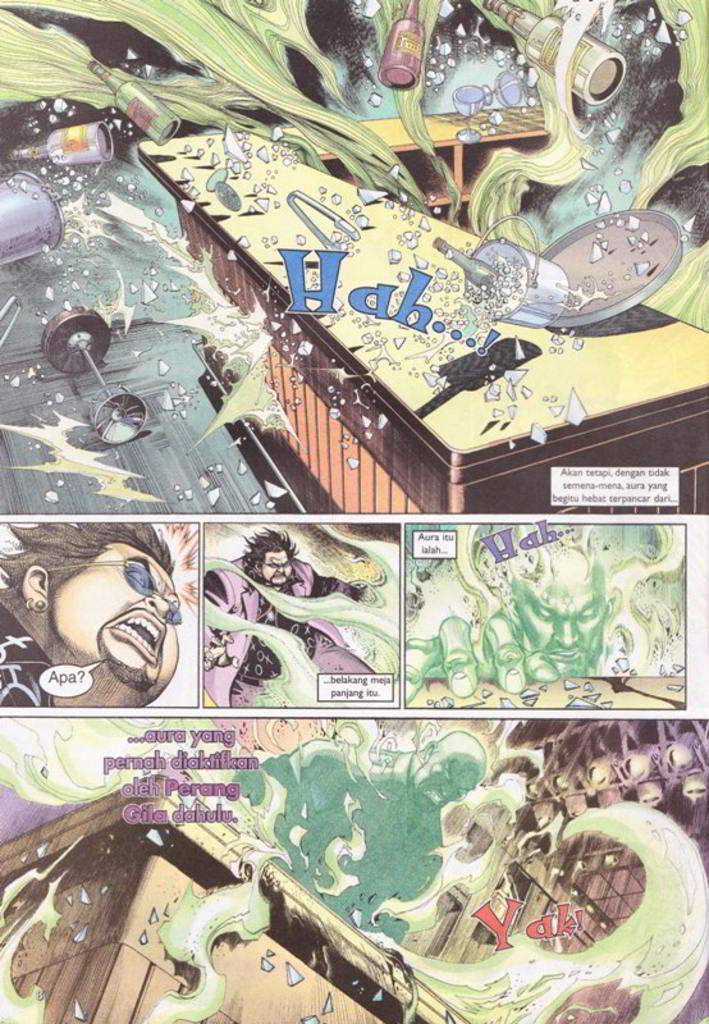 Hah...!
Akan tetapi, dengan tidak
semena-mena, aura yang
begitu hebat terpancar dari...
Apa?
belakang meja
panjang itu.
Aura itu
ialah...
Hah...
...aura yang
pernah diaktifkan
oleh Perang
Gila dahulu.
Yak!
8